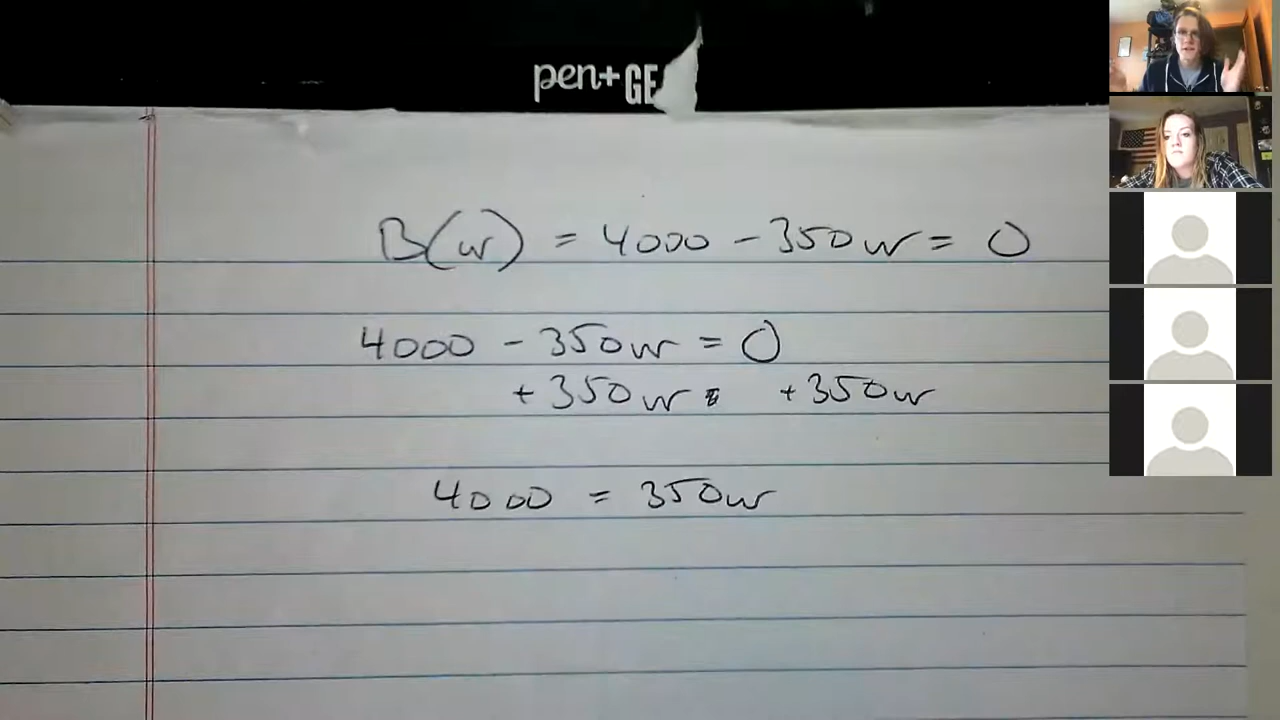 pen+GE
B(w) = 4000 - 350w = 0
4000 - 350w = 0
+350w = +350w
4000 = 350w